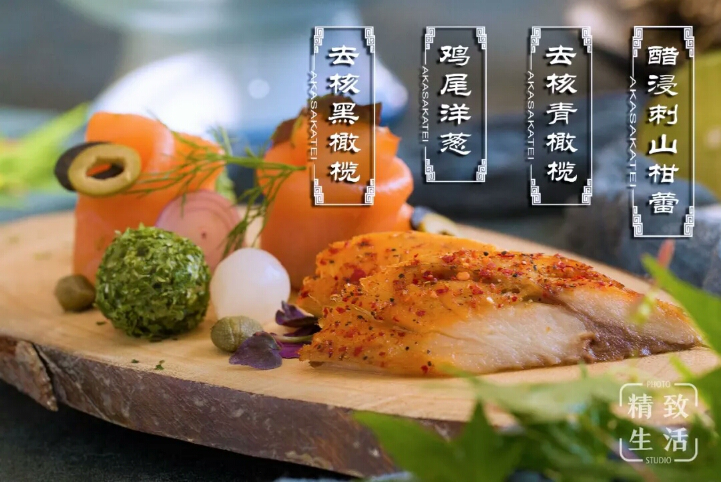 去核黑橄榄
AKASAKATEI
鸡尾洋葱
AKASAKATEI
去核青橄榄
AKASAKATEI
醋浸刺山柑蕾
AKASAKATEI
PHOTO
精致
生活
STUDIO